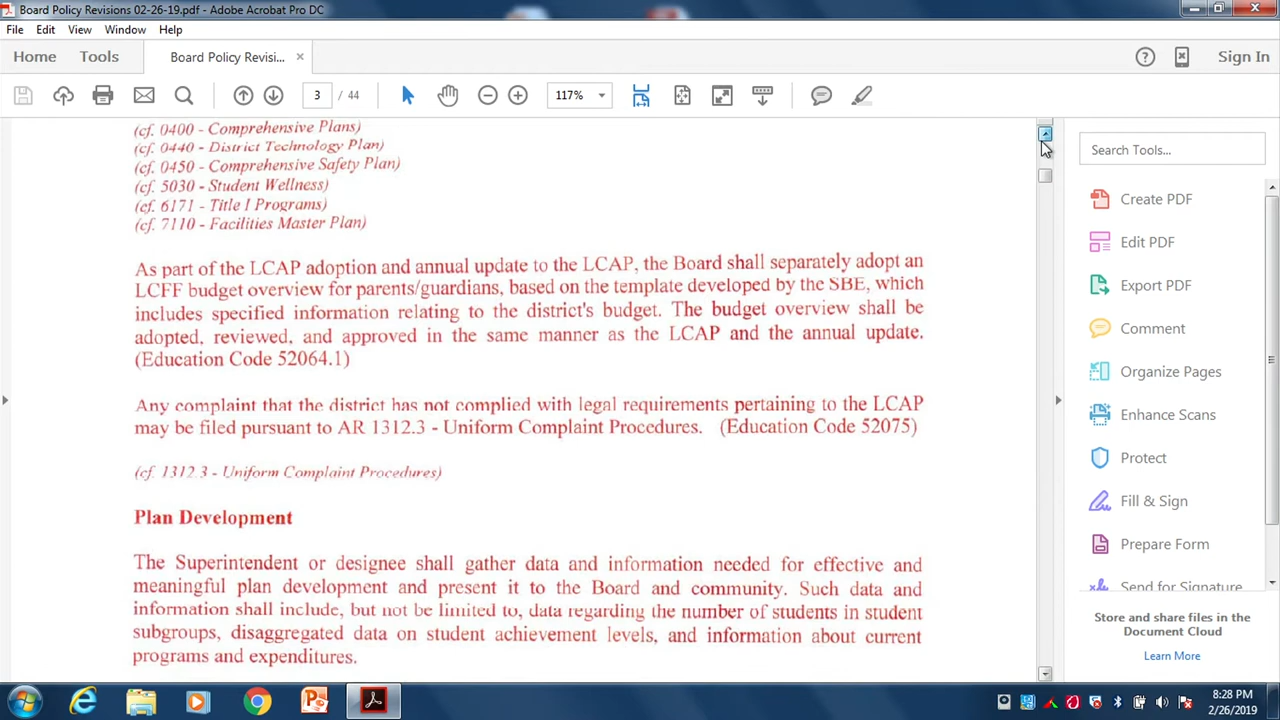 Board Policy Revisions 02-26-19.pdf - Adobe Acrobat Pro DC
File Edit View Window Help
Home Tools Board Policy Revisi... × Sign In
3 / 44 117%
(cf. 0400 - Comprehensive Plans)
(cf. 0440 - District Technology Plan)
(cf. 0450 - Comprehensive Safety Plan)
(cf. 5030 - Student Wellness)
(cf. 6171 - Title I Programs)
(cf. 7110 - Facilities Master Plan)
As part of the LCAP adoption and annual update to the LCAP, the Board shall separately adopt an
LCFF budget overview for parents/guardians, based on the template developed by the SBE, which
includes specified information relating to the district's budget. The budget overview shall be
adopted, reviewed, and approved in the same manner as the LCAP and the annual update.
(Education Code 52064.1)
Any complaint that the district has not complied with legal requirements pertaining to the LCAP
may be filed pursuant to AR 1312.3 - Uniform Complaint Procedures. (Education Code 52075)
(cf. 1312.3 - Uniform Complaint Procedures)
Plan Development
The Superintendent or designee shall gather data and information needed for effective and
meaningful plan development and present it to the Board and community. Such data and
information shall include, but not be limited to, data regarding the number of students in student
subgroups, disaggregated data on student achievement levels, and information about current
programs and expenditures.
Search Tools...
Create PDF
Edit PDF
Export PDF
Comment
Organize Pages
Enhance Scans
Protect
Fill & Sign
Prepare Form
Send for Signature
Store and share files in the
Document Cloud
Learn More
8:28 PM
2/26/2019